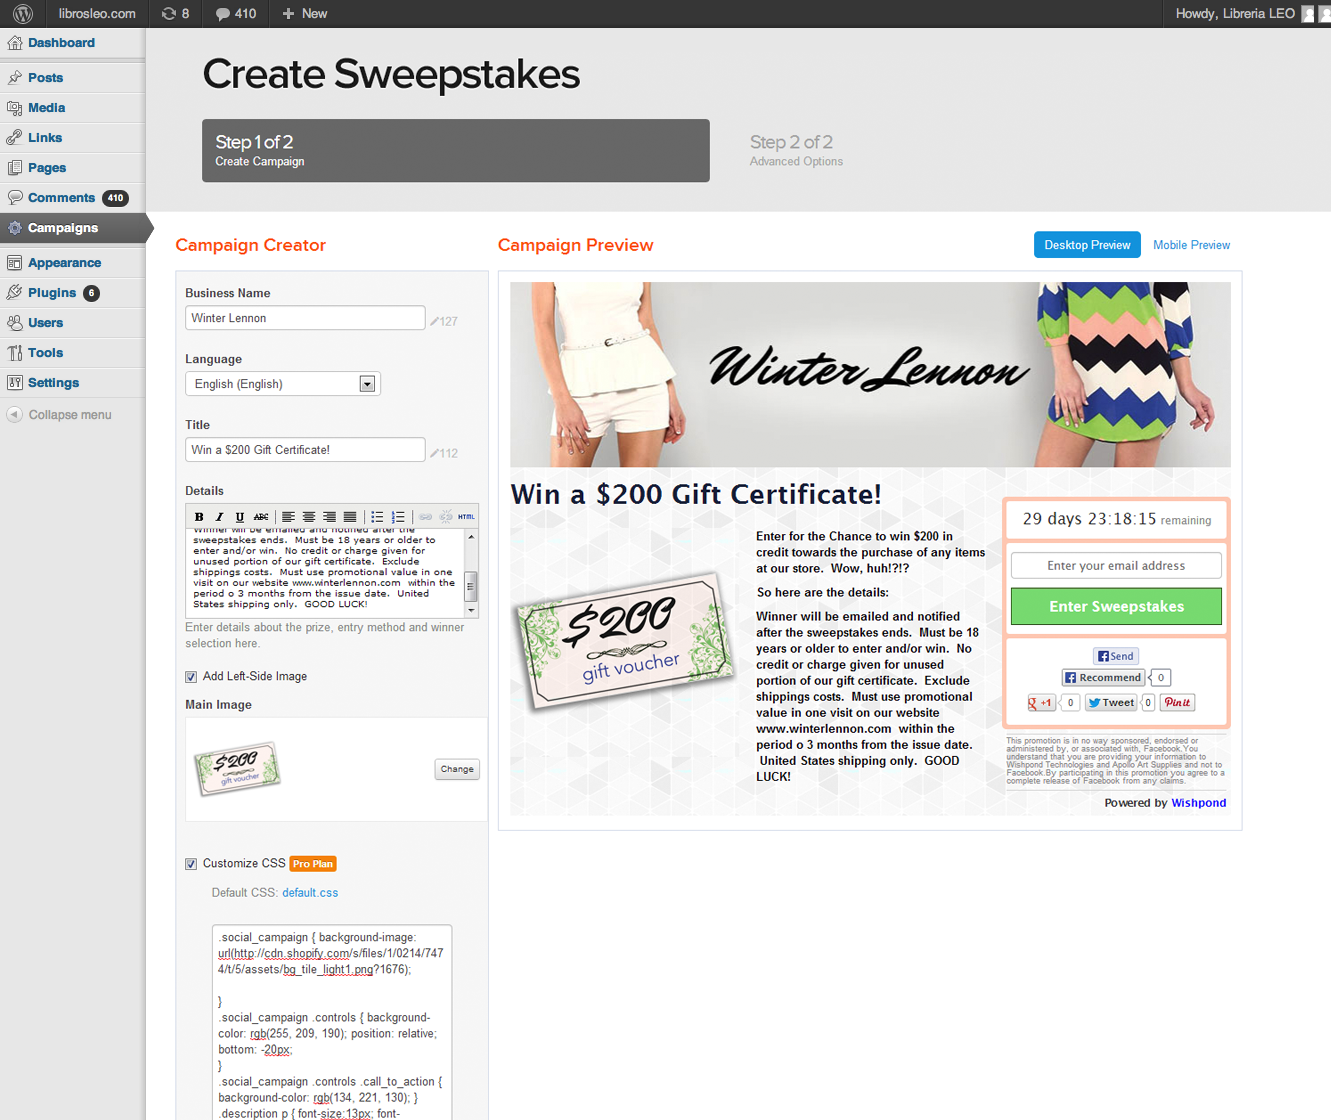 librosleo.com
8
410
New
Howdy, Libreria LEO
Dashboard
Posts
Media
Links
Pages
Comments 410
Campaigns
Appearance
Plugins 6
Users
Tools
Settings
Collapse menu
Create Sweepstakes
Step 1 of 2
Create Campaign
Step 2 of 2
Advanced Options
Campaign Creator
Business Name
Winter Lennon
127
Language
English (English)
Title
Win a $200 Gift Certificate!
112
Details
B I U ABC HTML
Winner will be emailed and notified after the
sweepstakes ends.  Must be 18 years or older to
enter and/or win.  No credit or charge given for
unused portion of our gift certificate.  Exclude
shippings costs.  Must use promotional value in one
visit on our website www.winterlennon.com  within the
period o 3 months from the issue date.  United
States shipping only.  GOOD LUCK!
Enter details about the prize, entry method and winner
selection here.
Add Left-Side Image
Main Image
$200
gift voucher
Change
Customize CSS Pro Plan
Default CSS: default.css
.social_campaign { background-image:
url(http://cdn.shopify.com/s/files/1/0214/747
4/t/5/assets/bg_tile_light1.png?1676);
}
.social_campaign .controls { background-
color: rgb(255, 209, 190); position: relative;
bottom: -20px;
}
.social_campaign .controls .call_to_action {
background-color: rgb(134, 221, 130); }
.description p { font-size:13px; font-
Campaign Preview
Desktop Preview
Mobile Preview
Winter Lennon
Win a $200 Gift Certificate!
$200
gift voucher
Enter for the Chance to win $200 in
credit towards the purchase of any items
at our store.  Wow, huh!?!?
So here are the details:
Winner will be emailed and notified
after the sweepstakes ends.  Must be 18
years or older to enter and/or win.  No
credit or charge given for unused
portion of our gift certificate.  Exclude
shippings costs.  Must use promotional
value in one visit on our website
www.winterlennon.com  within the
period o 3 months from the issue date.
United States shipping only.  GOOD
LUCK!
29 days 23:18:15 remaining
Enter your email address
Enter Sweepstakes
Send
Recommend 0
+1 0 Tweet 0 Pin it
This promotion is in no way sponsored, endorsed or
administered by, or associated with, Facebook.You
understand that you are providing your information to
Wishpond Technologies and Apollo Art Supplies and not to
Facebook.By participating in this promotion you agree to a
complete release of Facebook from any claims.
Powered by Wishpond